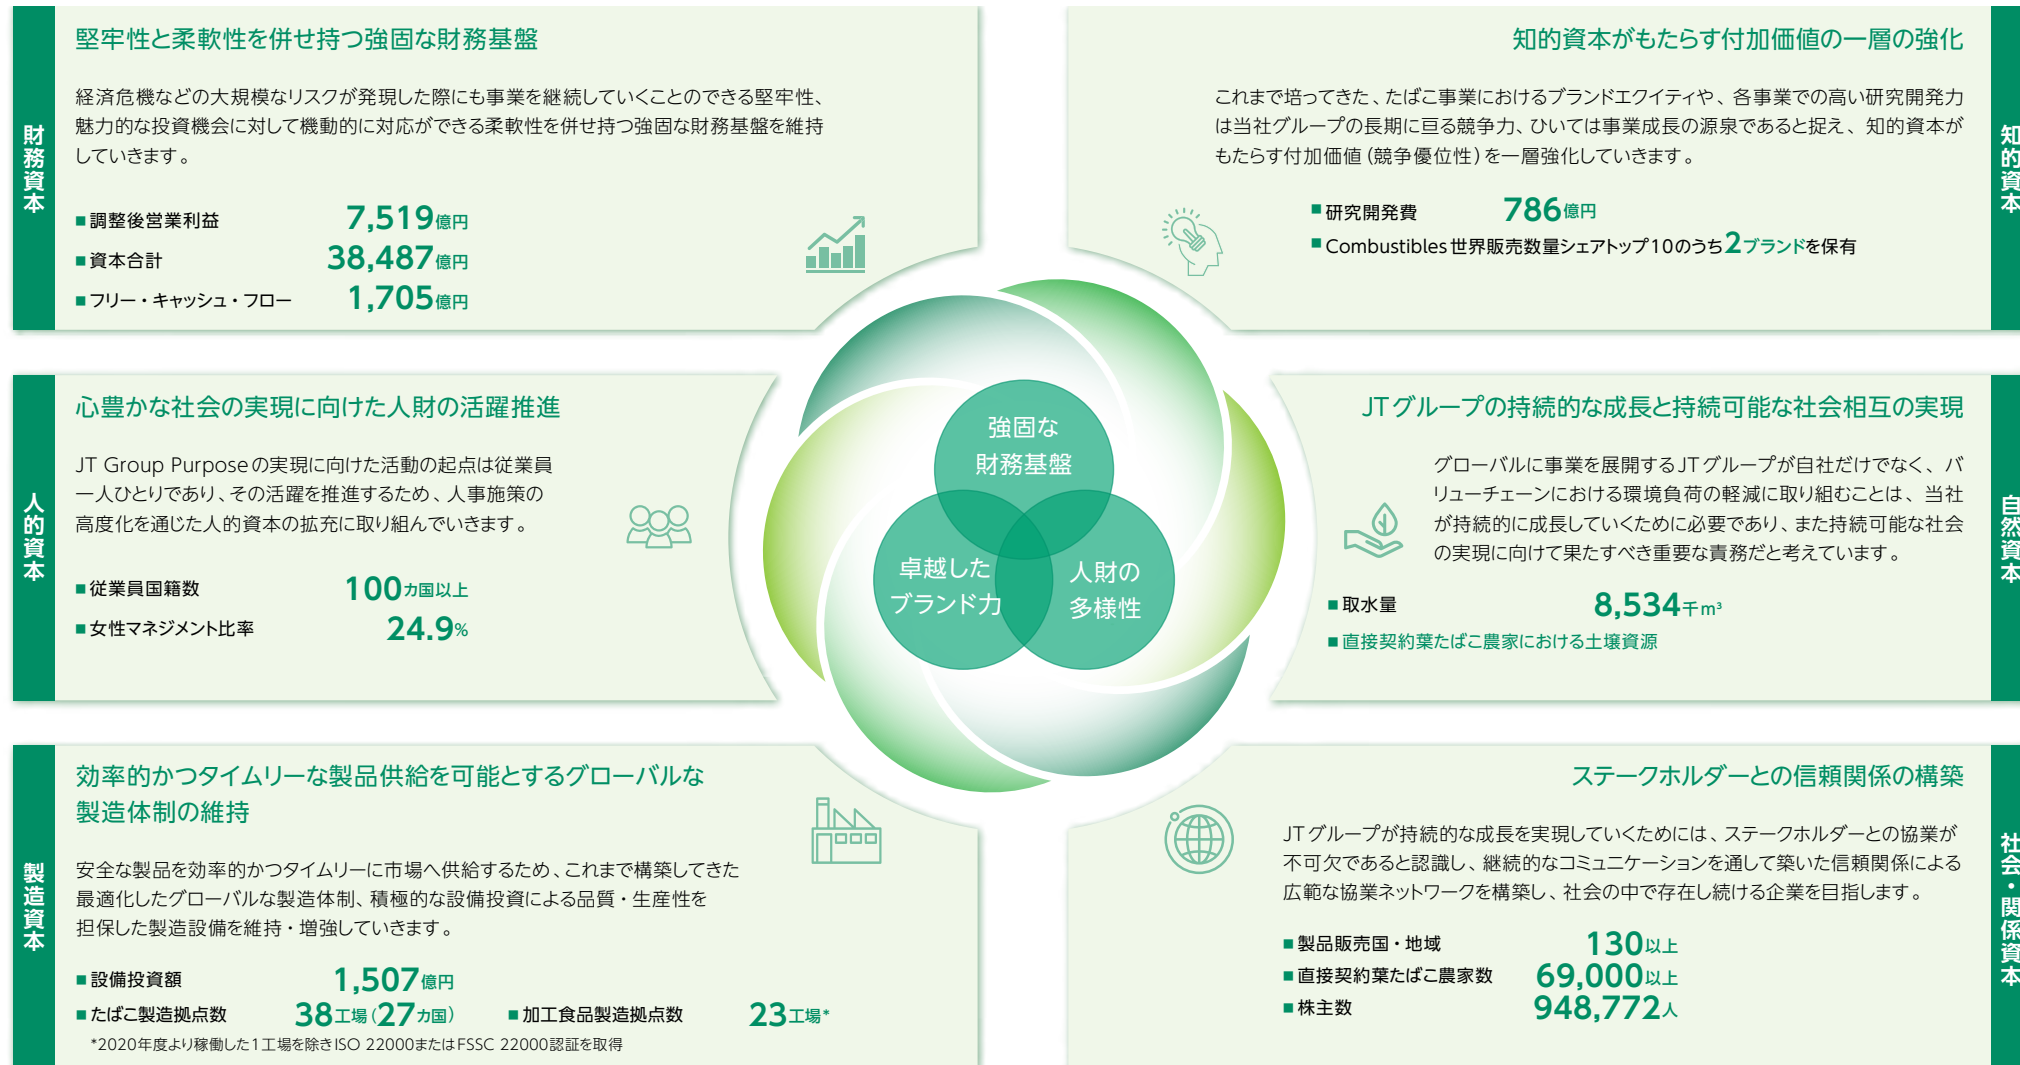 財務資本
堅牢性と柔軟性を併せ持つ強固な財務基盤
経済危機などの大規模なリスクが発現した際にも事業を継続していくことのできる堅牢性、
魅力的な投資機会に対して機動的に対応ができる柔軟性を併せ持つ強固な財務基盤を維持
していきます。
■調整後営業利益 7,519億円
■資本合計 38,487億円
■フリー・キャッシュ・フロー 1,705億円
知的資本
知的資本がもたらす付加価値の一層の強化
これまで培ってきた、たばこ事業におけるブランドエクイティや、各事業での高い研究開発力
は当社グループの長期に亘る競争力、ひいては事業成長の源泉であると捉え、知的資本が
もたらす付加価値(競争優位性)を一層強化していきます。
■研究開発費 786億円
■Combustibles世界販売数量シェアトップ10のうち2ブランドを保有
人的資本
心豊かな社会の実現に向けた人財の活躍推進
JT Group Purposeの実現に向けた活動の起点は従業員
一人ひとりであり、その活躍を推進するため、人事施策の
高度化を通じた人的資本の拡充に取り組んでいきます。
■従業員国籍数 100カ国以上
■女性マネジメント比率 24.9%
強固な
財務基盤
卓越した
ブランド力
人財の
多様性
自然資本
JTグループの持続的な成長と持続可能な社会相互の実現
グローバルに事業を展開するJTグループが自社だけでなく、バ
リューチェーンにおける環境負荷の軽減に取り組むことは、当社
が持続的に成長していくために必要であり、また持続可能な社会
の実現に向けて果たすべき重要な責務だと考えています。
■取水量 8,534千m³
■直接契約葉たばこ農家における土壌資源
製造資本
効率的かつタイムリーな製品供給を可能とするグローバルな
製造体制の維持
安全な製品を効率的かつタイムリーに市場へ供給するため、これまで構築してきた
最適化したグローバルな製造体制、積極的な設備投資による品質・生産性を
担保した製造設備を維持・増強していきます。
■設備投資額 1,507億円
■たばこ製造拠点数 38工場(27カ国) ■加工食品製造拠点数 23工場*
*2020年度より稼働した1工場を除きISO 22000またはFSSC 22000認証を取得
社会・関係資本
ステークホルダーとの信頼関係の構築
JTグループが持続的な成長を実現していくためには、ステークホルダーとの協業が
不可欠であると認識し、継続的なコミュニケーションを通して築いた信頼関係による
広範な協業ネットワークを構築し、社会の中で存在し続ける企業を目指します。
■製品販売国・地域 130以上
■直接契約葉たばこ農家数 69,000以上
■株主数 948,772人